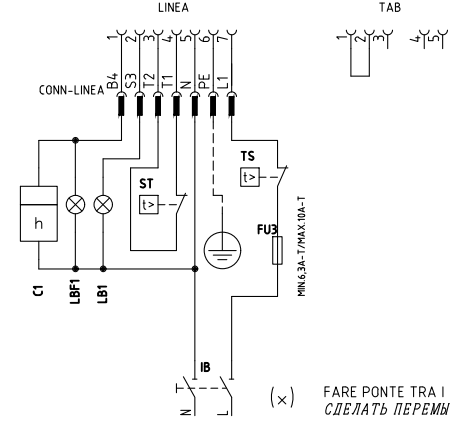 LINEA
TAB
1 2 3 4 5 6 7
1 2 3 4 5
B4 S3 T2 T1 N PE L1
CONN-LINEA
TS
t>
ST
t>
h
FU3
MIN.6,3A-T/MAX.10A-T
C1
LBF1
LB1
IB
N L
(x) FARE PONTE TRA I
СДЕЛАТЬ ПЕРЕМЫ